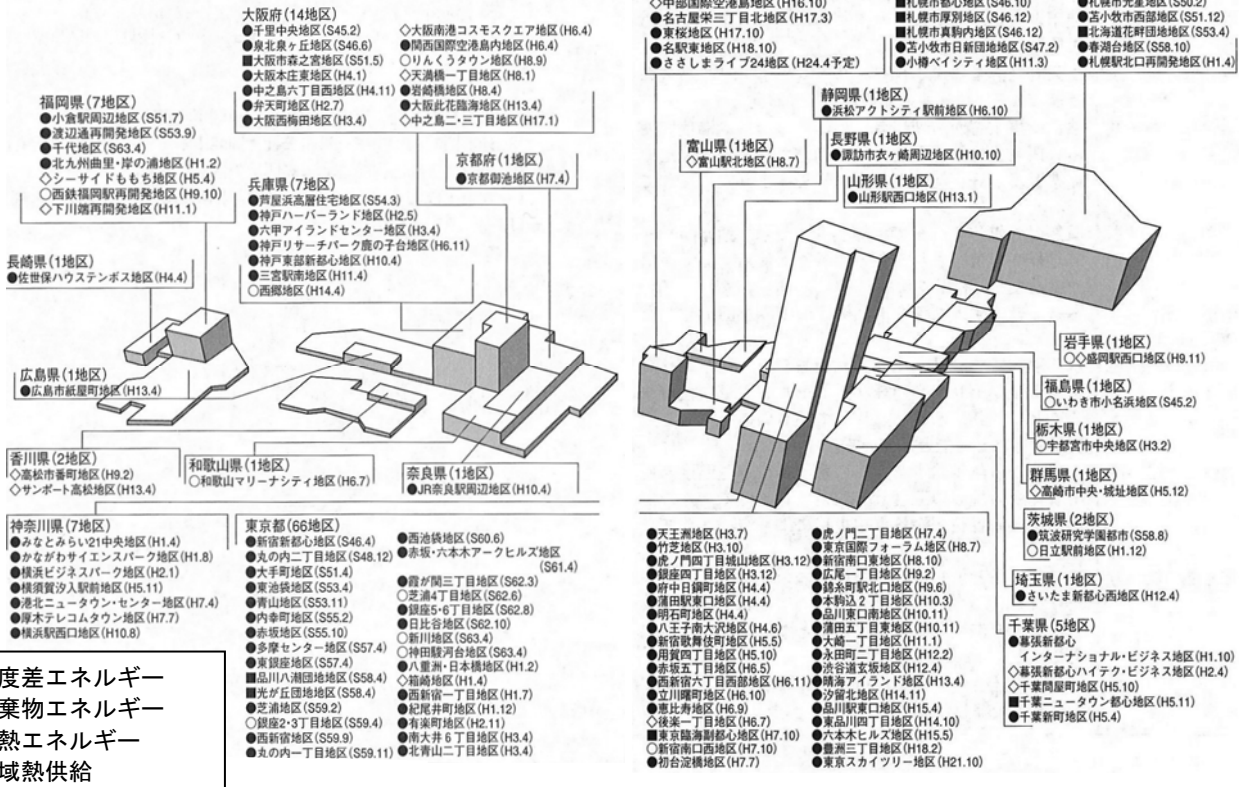 大阪府(14地区)
●千里中央地区(S45.2)
●泉北泉ヶ丘地区(S46.6)
■大阪市森之宮地区(S51.5)
●大阪本庄東地区(H4.1)
●中之島六丁目西地区(H4.11)
●弁天町地区(H2.7)
●大阪西梅田地区(H3.4)
◇大阪南港コスモスクエア地区(H6.4)
●関西国際空港島内地区(H6.4)
○りんくうタウン地区(H8.9)
◇天満橋一丁目地区(H8.1)
●岩崎橋地区(H8.4)
●大阪此花臨海地区(H13.4)
◇中之島二・三丁目地区(H17.1)
◇中部国際空港島地区(H16.10)
●名古屋栄三丁目北地区(H17.3)
●東桜地区(H17.10)
●名駅東地区(H18.10)
●ささしまライブ24地区(H24.4予定)
■札幌市都心地区(S46.10)
■札幌市厚別地区(S46.12)
■札幌市真駒内地区(S46.12)
●苫小牧市日新団地地区(S47.2)
●小樽ベイシティ地区(H11.3)
●札幌市光星地区(S50.2)
●苫小牧市西部地区(S51.12)
■北海道花畔団地地区(S53.4)
●春湖台地区(S58.10)
●札幌駅北口再開発地区(H1.4)
福岡県(7地区)
●小倉駅周辺地区(S51.7)
●渡辺通再開発地区(S53.9)
●千代地区(S63.4)
●北九州曲里・岸の浦地区(H1.2)
◇シーサイドももち地区(H5.4)
○西鉄福岡駅再開発地区(H9.10)
◇下川端再開発地区(H11.1)
京都府(1地区)
●京都御池地区(H7.4)
兵庫県(7地区)
●芦屋浜高層住宅地区(S54.3)
●神戸ハーバーランド地区(H2.5)
●六甲アイランドセンター地区(H3.4)
●神戸リサーチパーク鹿の子台地区(H6.11)
●神戸東部新都心地区(H10.4)
●三宮駅南地区(H11.4)
○西郷地区(H14.4)
静岡県(1地区)
●浜松アクトシティ駅前地区(H6.10)
富山県(1地区)
◇富山駅北地区(H8.7)
長野県(1地区)
●諏訪市衣ヶ崎周辺地区(H10.10)
山形県(1地区)
●山形駅西口地区(H13.1)
長崎県(1地区)
●佐世保ハウステンボス地区(H4.4)
広島県(1地区)
●広島市紙屋町地区(H13.4)
岩手県(1地区)
○◇盛岡駅西口地区(H9.11)
福島県(1地区)
○いわき市小名浜地区(S45.2)
栃木県(1地区)
○宇都宮市中央地区(H3.2)
群馬県(1地区)
◇高崎市中央・城址地区(H5.12)
茨城県(2地区)
●筑波研究学園都市(S58.8)
○日立駅前地区(H1.12)
埼玉県(1地区)
●さいたま新都心西地区(H12.4)
千葉県(5地区)
●幕張新都心
インターナショナル・ビジネス地区(H1.10)
◇幕張新都心ハイテク・ビジネス地区(H2.4)
◇千葉問屋町地区(H5.10)
■千葉ニュータウン都心地区(H5.11)
●千葉新町地区(H5.4)
香川県(2地区)
◇高松市番町地区(H9.2)
◇サンポート高松地区(H13.4)
和歌山県(1地区)
○和歌山マリーナシティ地区(H6.7)
奈良県(1地区)
●JR奈良駅周辺地区(H10.4)
神奈川県(7地区)
●みなとみらい21中央地区(H1.4)
●かながわサイエンスパーク地区(H1.8)
●横浜ビジネスパーク地区(H2.1)
●横須賀汐入駅前地区(H5.11)
●港北ニュータウン・センター地区(H7.4)
●厚木テレコムタウン地区(H7.7)
●横浜駅西口地区(H10.8)
東京都(66地区)
●新宿新都心地区(S46.4)
●丸の内二丁目地区(S48.12)
●大手町地区(S51.4)
●東池袋地区(S53.4)
●青山地区(S53.11)
●内幸町地区(S55.2)
●赤坂地区(S55.10)
●多摩センター地区(S57.4)
●東銀座地区(S57.4)
■品川八潮団地地区(S58.4)
■光が丘団地地区(S58.4)
●芝浦地区(S59.2)
○銀座2・3丁目地区(S59.4)
●西新宿地区(S59.9)
●丸の内一丁目地区(S59.11)
●西池袋地区(S60.6)
●赤坂・六本木アークヒルズ地区
(S61.4)
●霞が関三丁目地区(S62.3)
○芝浦4丁目地区(S62.6)
●銀座5・6丁目地区(S62.8)
●日比谷地区(S62.10)
○新川地区(S63.4)
○神田駿河台地区(S63.4)
●八重洲・日本橋地区(H1.2)
◇箱崎地区(H1.4)
●西新宿一丁目地区(H1.7)
●紀尾井町地区(H1.12)
●有楽町地区(H2.11)
●南大井6丁目地区(H3.4)
●北青山二丁目地区(H3.4)
●天王洲地区(H3.7)
●竹芝地区(H3.10)
●虎ノ門四丁目城山地区(H3.12)
●銀座四丁目地区(H3.12)
●府中日鋼町地区(H4.4)
●蒲田駅東口地区(H4.4)
●明石町地区(H4.4)
●八王子南大沢地区(H4.6)
●新宿歌舞伎町地区(H5.5)
●用賀四丁目地区(H5.10)
●赤坂五丁目地区(H6.5)
●西新宿六丁目西部地区(H6.11)
●立川曙町地区(H6.10)
●恵比寿地区(H6.9)
◇後楽一丁目地区(H6.7)
■東京臨海副都心地区(H7.10)
○新宿南口西地区(H7.10)
●初台淀橋地区(H7.7)
●虎ノ門二丁目地区(H7.4)
●東京国際フォーラム地区(H8.7)
●新宿南口東地区(H8.10)
●広尾一丁目地区(H9.2)
●錦糸町駅北口地区(H9.6)
●本駒込2丁目地区(H10.3)
●品川東口南地区(H10.11)
●蒲田五丁目東地区(H10.11)
●大崎一丁目地区(H11.1)
●永田町二丁目地区(H12.2)
●渋谷道玄坂地区(H12.4)
●晴海アイランド地区(H13.4)
●汐留北地区(H14.11)
●品川駅東口地区(H15.4)
●東品川四丁目地区(H14.10)
●六本木ヒルズ地区(H15.5)
●豊洲三丁目地区(H18.2)
●東京スカイツリー地区(H21.10)
度差エネルギー
棄物エネルギー
熱エネルギー
域熱供給